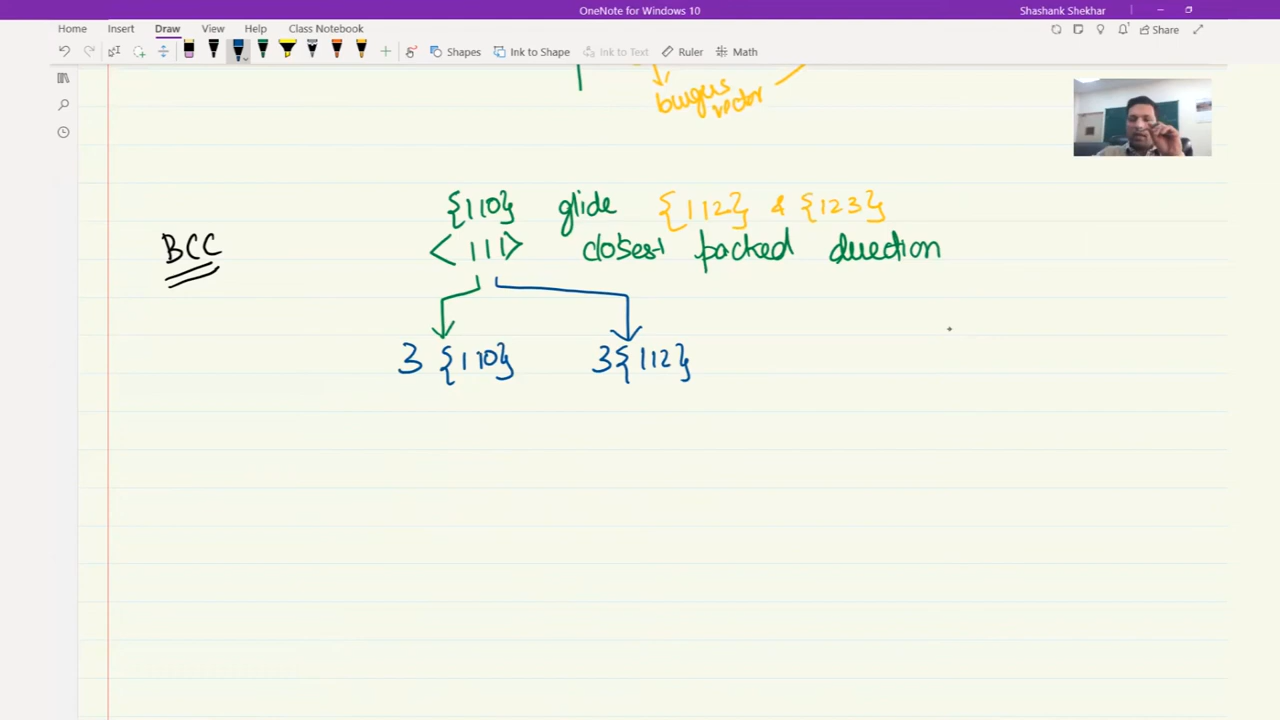 OneNote for Windows 10
Shashank Shekhar
Home Insert Draw View Help Class Notebook
Share
Shapes Ink to Shape Ink to Text Ruler Math
burgus
vector
{110} glide {112} & {123}
BCC <111> closest packed direction
3 {110} 3{112}